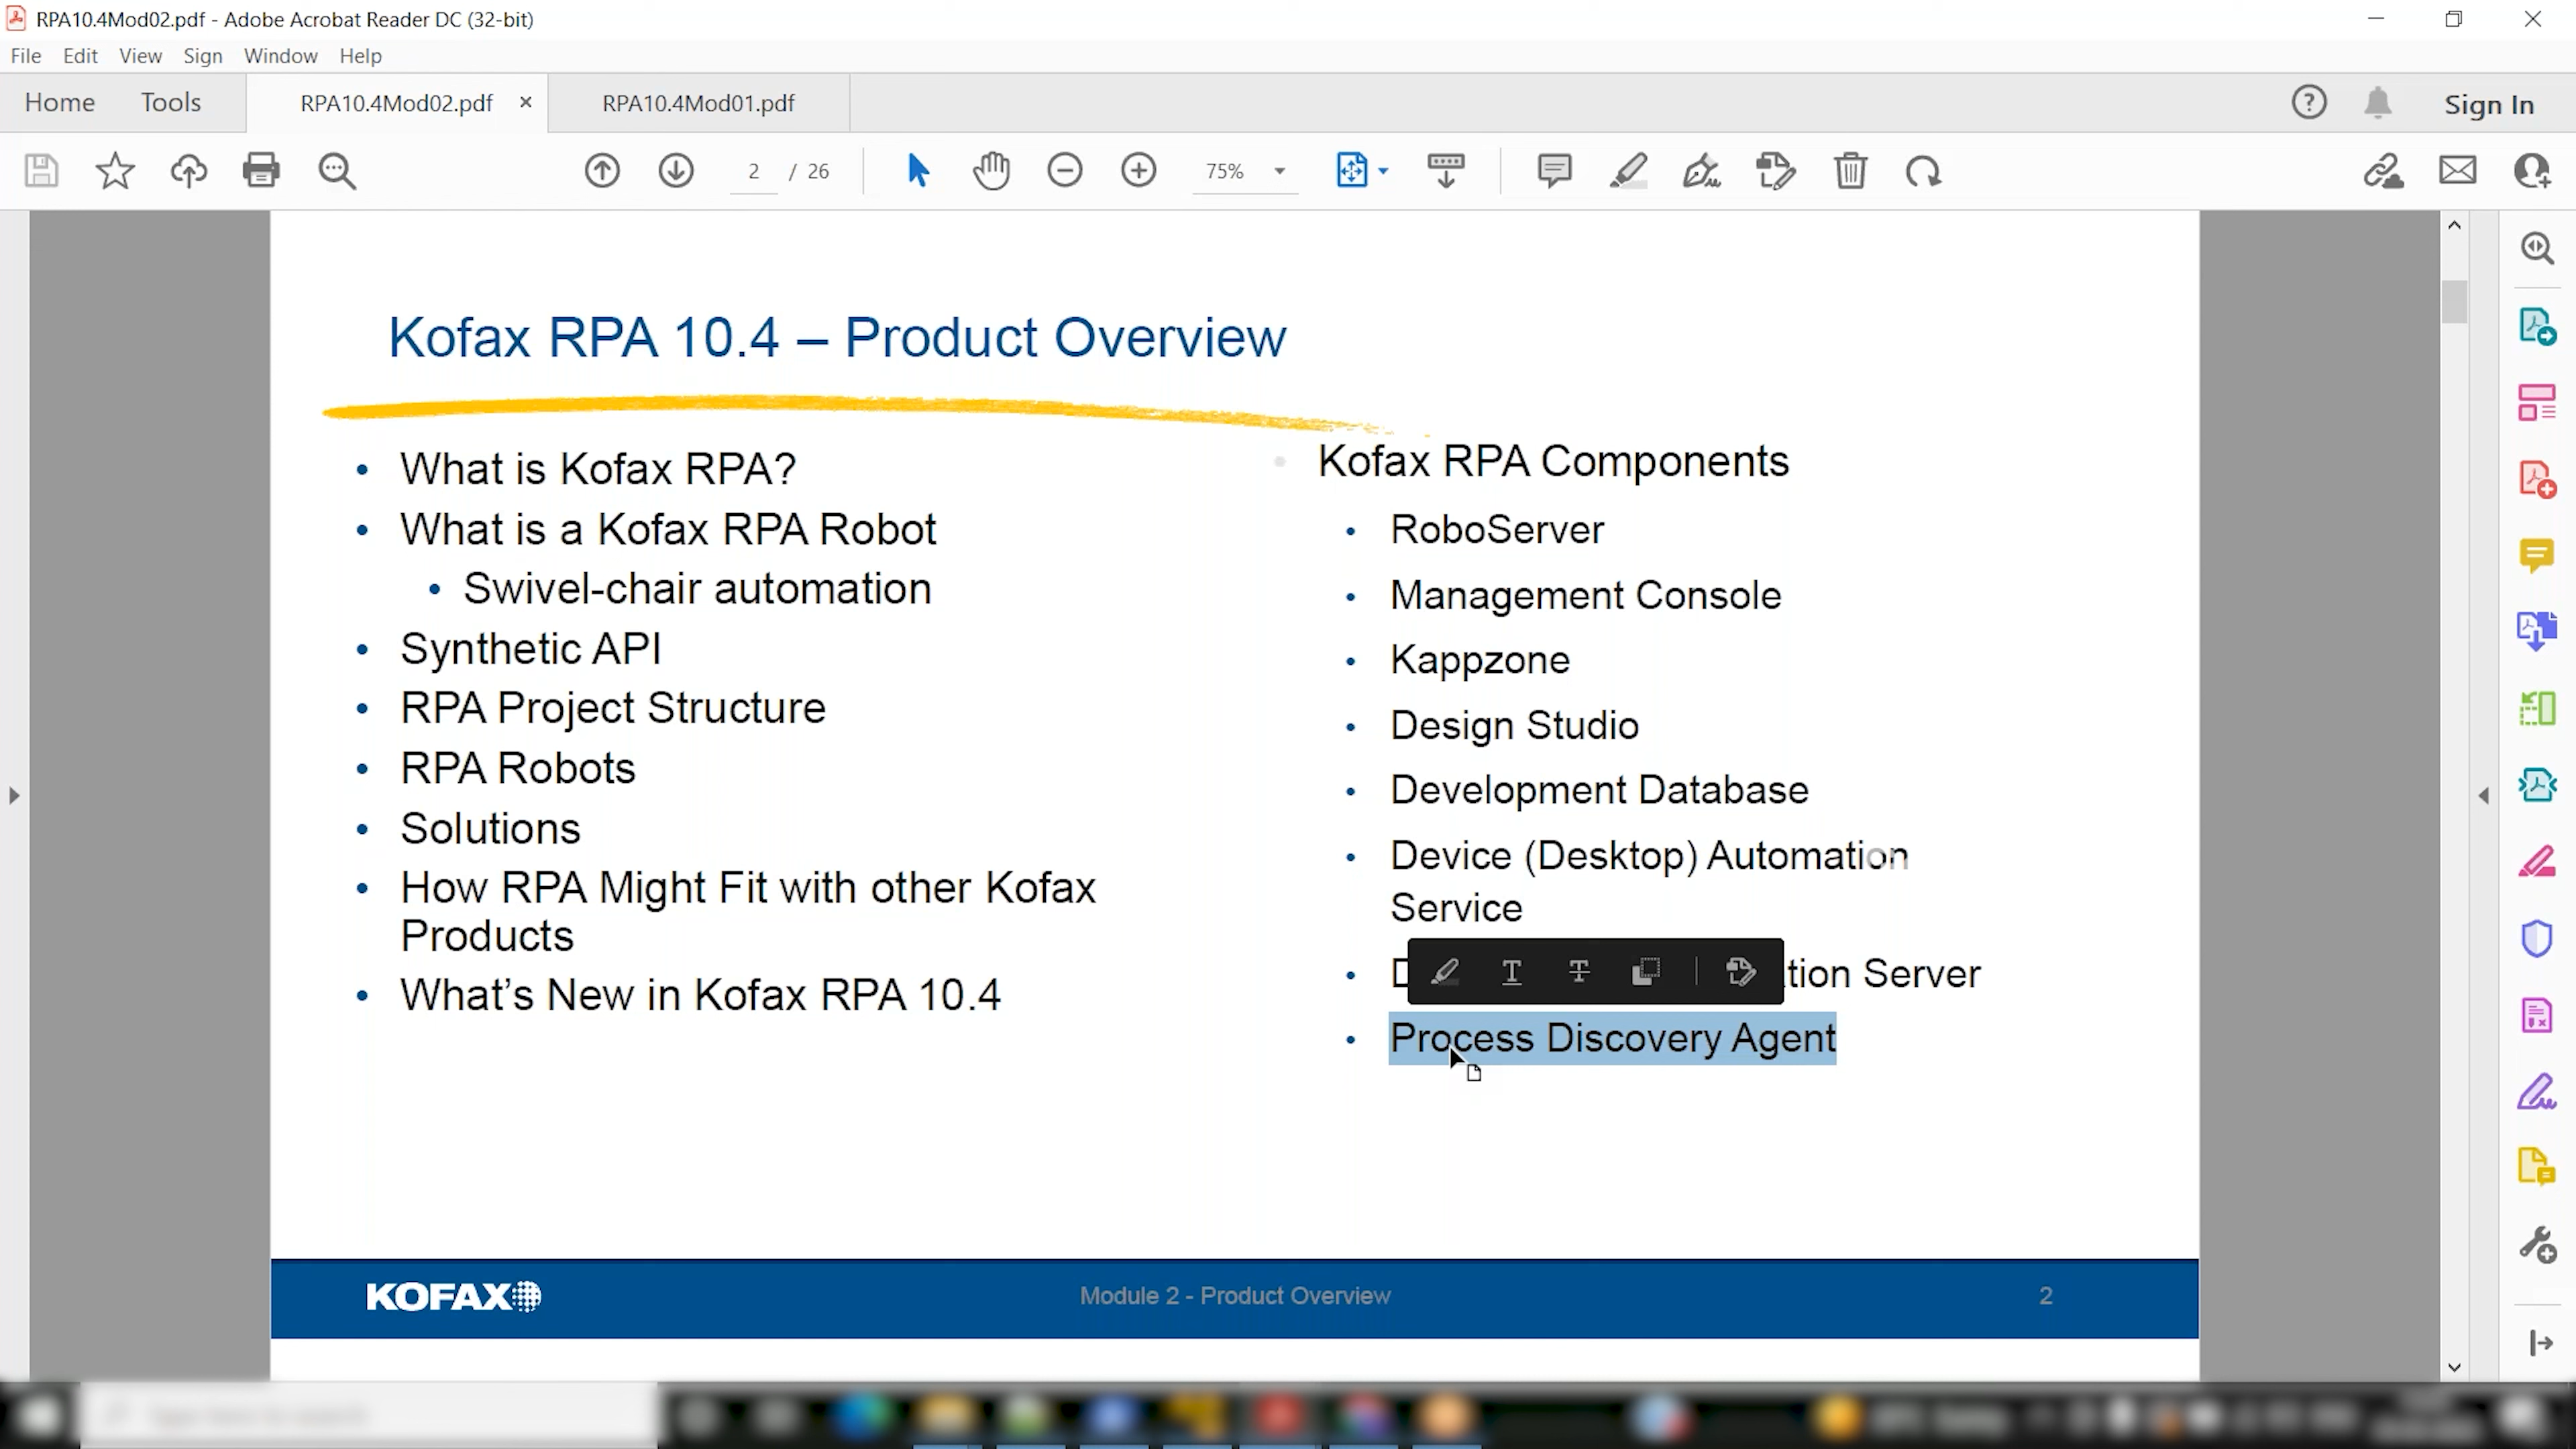 RPA10.4Mod02.pdf - Adobe Acrobat Reader DC (32-bit)
File Edit View Sign Window Help
Home Tools RPA10.4Mod02.pdf RPA10.4Mod01.pdf Sign In
2 / 26 75%
Kofax RPA 10.4 – Product Overview
• What is Kofax RPA?
• What is a Kofax RPA Robot
• Swivel-chair automation
• Synthetic API
• RPA Project Structure
• RPA Robots
• Solutions
• How RPA Might Fit with other Kofax
Products
• What's New in Kofax RPA 10.4
• Kofax RPA Components
• RoboServer
• Management Console
• Kappzone
• Design Studio
• Development Database
• Device (Desktop) Automation
Service
• Server
• Process Discovery Agent
KOFAX Module 2 - Product Overview 2